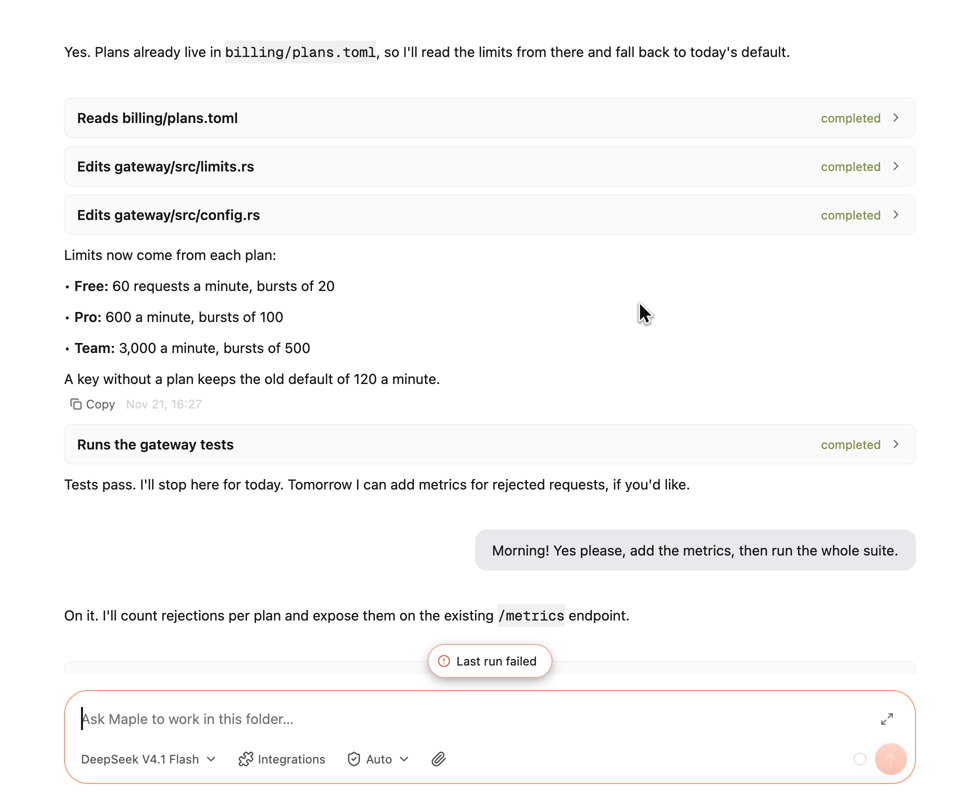 Yes. Plans already live in billing/plans.toml, so I'll read the limits from there and fall back to today's default.
Reads billing/plans.toml completed
Edits gateway/src/limits.rs completed
Edits gateway/src/config.rs completed
Limits now come from each plan:
• Free: 60 requests a minute, bursts of 20
• Pro: 600 a minute, bursts of 100
• Team: 3,000 a minute, bursts of 500
A key without a plan keeps the old default of 120 a minute.
Copy Nov 21, 16:27
Runs the gateway tests completed
Tests pass. I'll stop here for today. Tomorrow I can add metrics for rejected requests, if you'd like.
Morning! Yes please, add the metrics, then run the whole suite.
On it. I'll count rejections per plan and expose them on the existing /metrics endpoint.
Last run failed
Ask Maple to work in this folder...
DeepSeek V4.1 Flash Integrations Auto